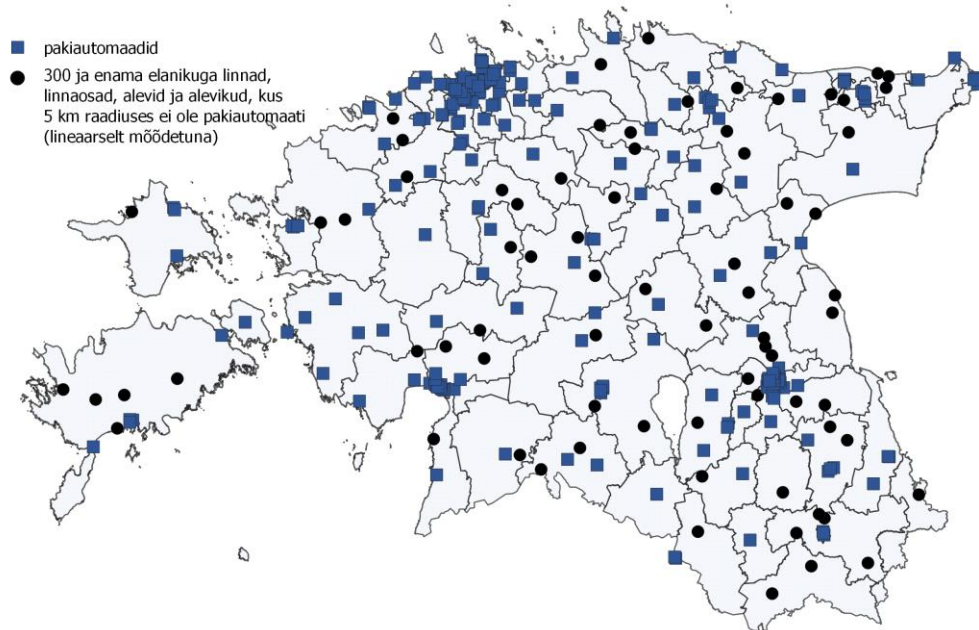 pakiautomaadid
300 ja enama elanikuga linnad,
linnaosad, alevid ja alevikud, kus
5 km raadiuses ei ole pakiautomaati
(lineaarselt mõõdetuna)